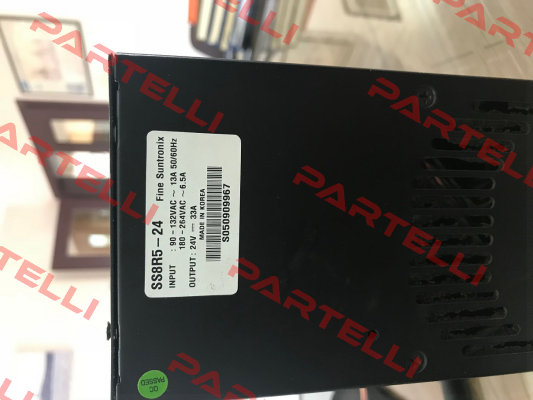 SS8R5-24 Fine Suntronix
INPUT : 90-132VAC ~ 13A 50/60Hz
180-264VAC ~ 6.5A
OUTPUT : 24V ⎓ 33A
MADE IN KOREA
S050909967
QC
PASSED
PARTELLI
PARTELLI
PARTELLI
PARTELLI
PARTELLI